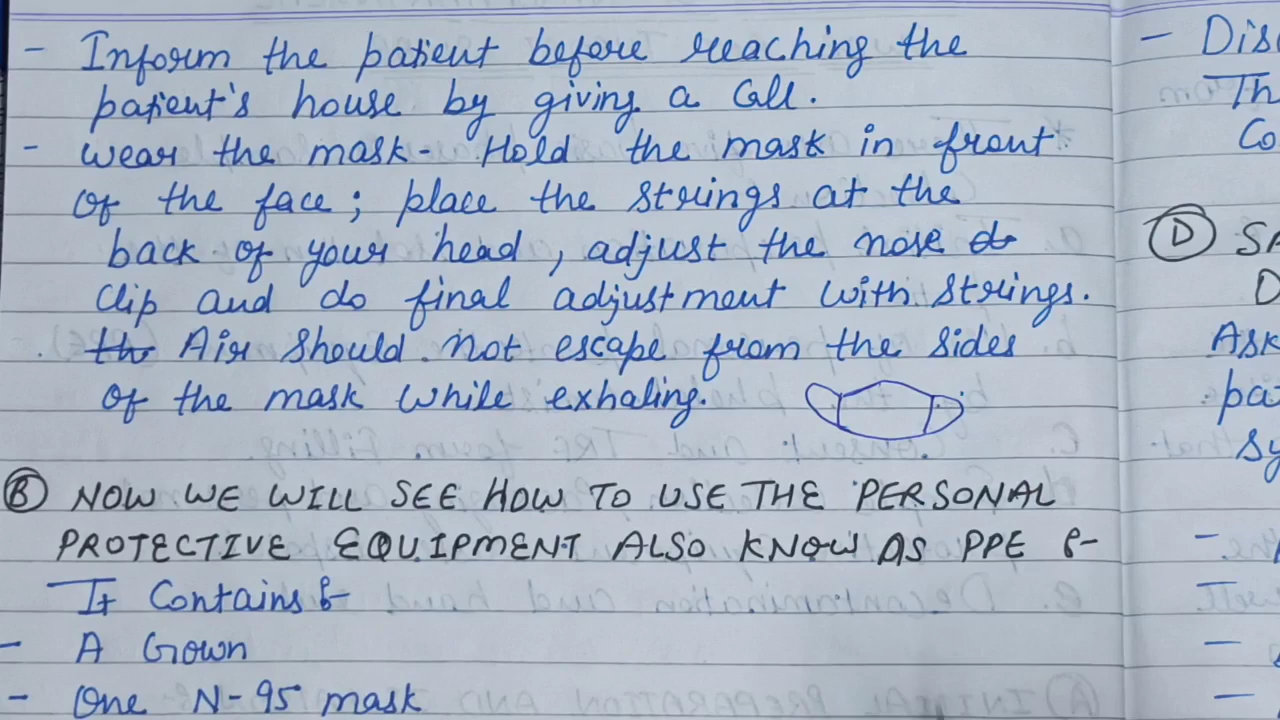 - Inform the patient before reaching the
patient's house by giving a Call.
- wear the mask - Hold the mask in front
of the face; place the strings at the
back of your head, adjust the nose
Clip and do final adjustment with strings.
Air should not escape from the sides
of the mask while exhaling.
(B) NOW WE WILL SEE HOW TO USE THE PERSONAL
PROTECTIVE EQUIPMENT ALSO KNOW AS PPE :-
It Contains :-
- A Gown
- One N-95 mask
- Dis
Th
Co
(D) SA
D
Ask
pa
Sy